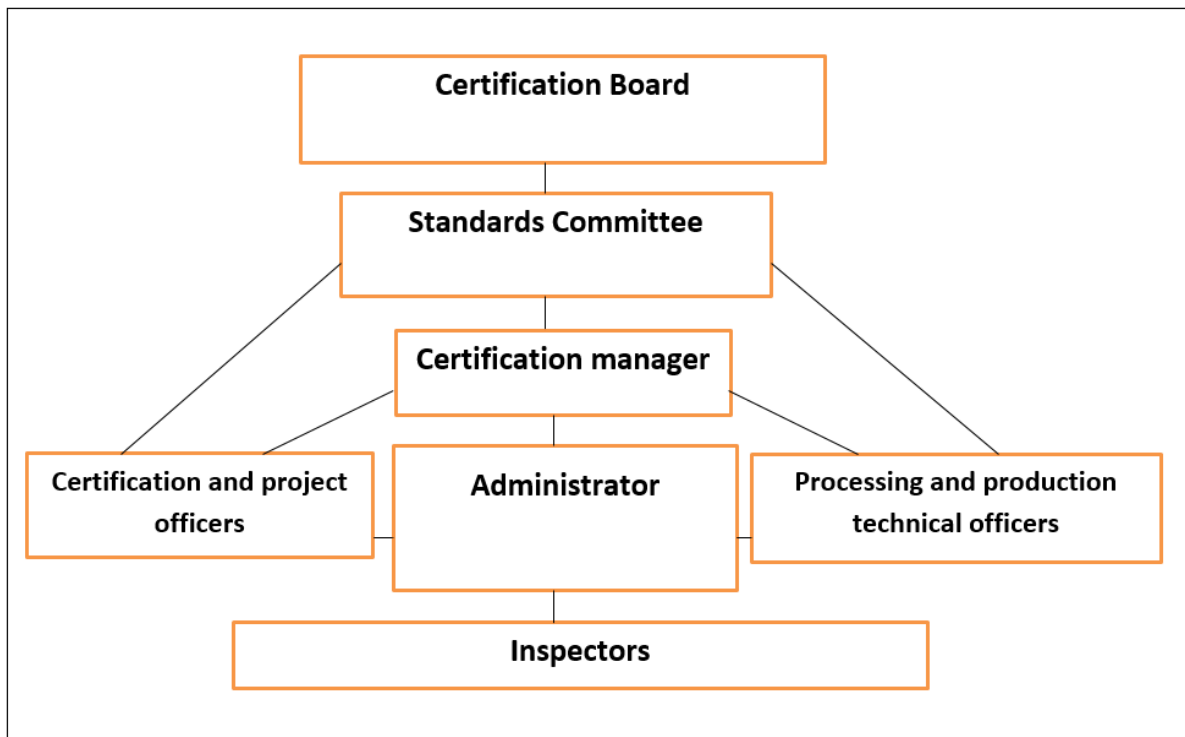 Certification Board
Standards Committee
Certification manager
Certification and project
officers
Administrator
Processing and production
technical officers
Inspectors